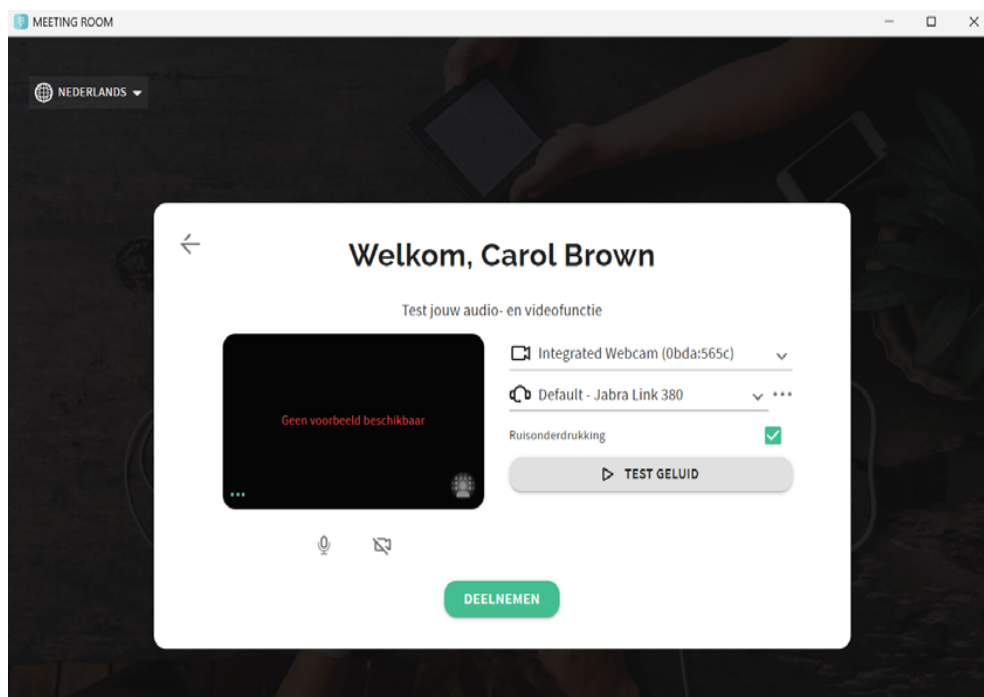 MEETING ROOM
NEDERLANDS
Welkom, Carol Brown
Test jouw audio- en videofunctie
Integrated Webcam (0bda:565c)
Default - Jabra Link 380
Geen voorbeeld beschikbaar
Ruisonderdrukking
TEST GELUID
DEELNEMEN